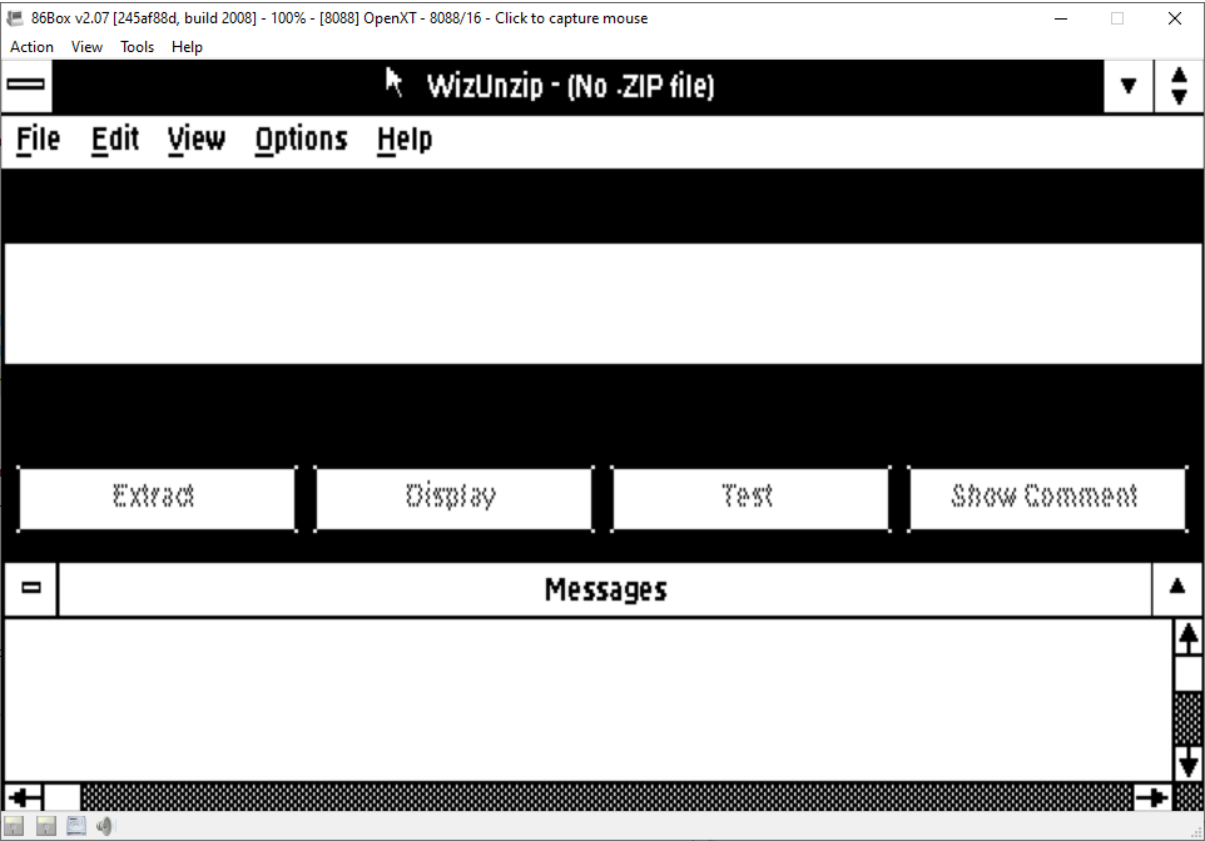 86Box v2.07 [245af88d, build 2008] - 100% - [8088] OpenXT - 8088/16 - Click to capture mouse
Action View Tools Help
WizUnzip - (No .ZIP file)
File Edit View Options Help
Extract Display Test Show Comment
Messages